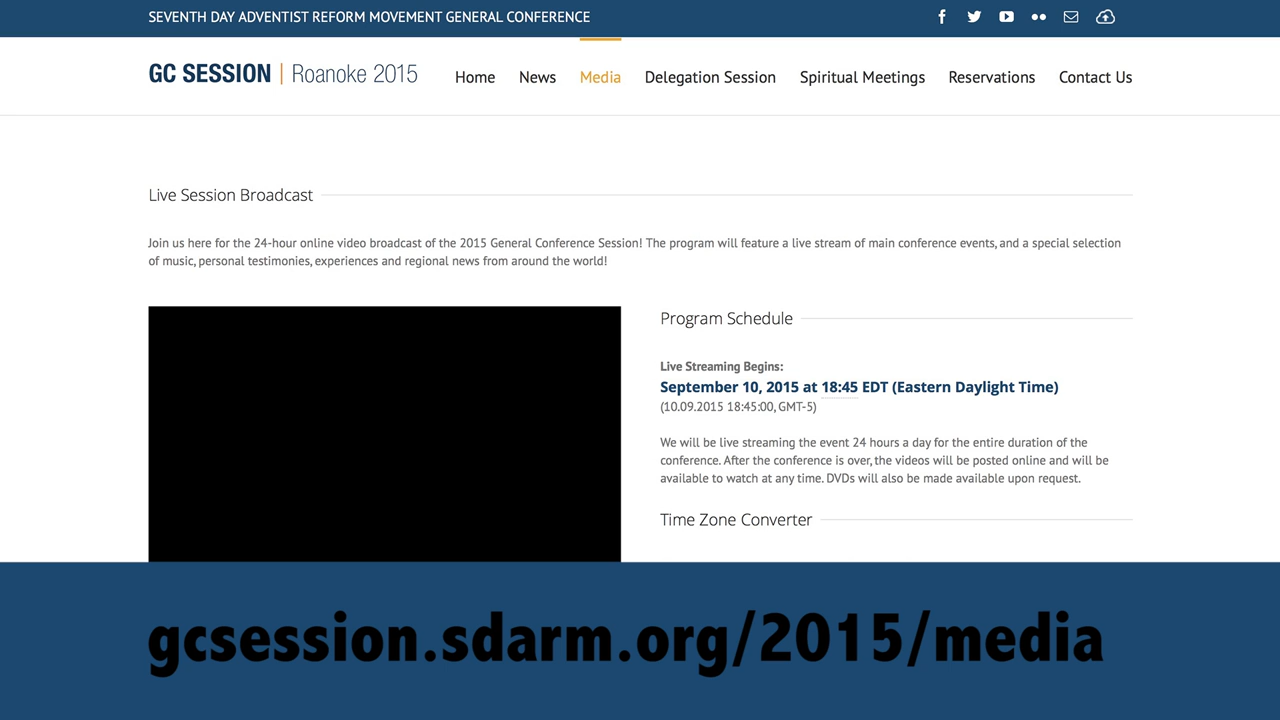 SEVENTH DAY ADVENTIST REFORM MOVEMENT GENERAL CONFERENCE
GC SESSION | Roanoke 2015
Home News Media Delegation Session Spiritual Meetings Reservations Contact Us
Live Session Broadcast
Join us here for the 24-hour online video broadcast of the 2015 General Conference Session! The program will feature a live stream of main conference events, and a special selection
of music, personal testimonies, experiences and regional news from around the world!
Program Schedule
Live Streaming Begins:
September 10, 2015 at 18:45 EDT (Eastern Daylight Time)
(10.09.2015 18:45:00, GMT-5)
We will be live streaming the event 24 hours a day for the entire duration of the
conference. After the conference is over, the videos will be posted online and will be
available to watch at any time. DVDs will also be made available upon request.
Time Zone Converter
gcsession.sdarm.org/2015/media